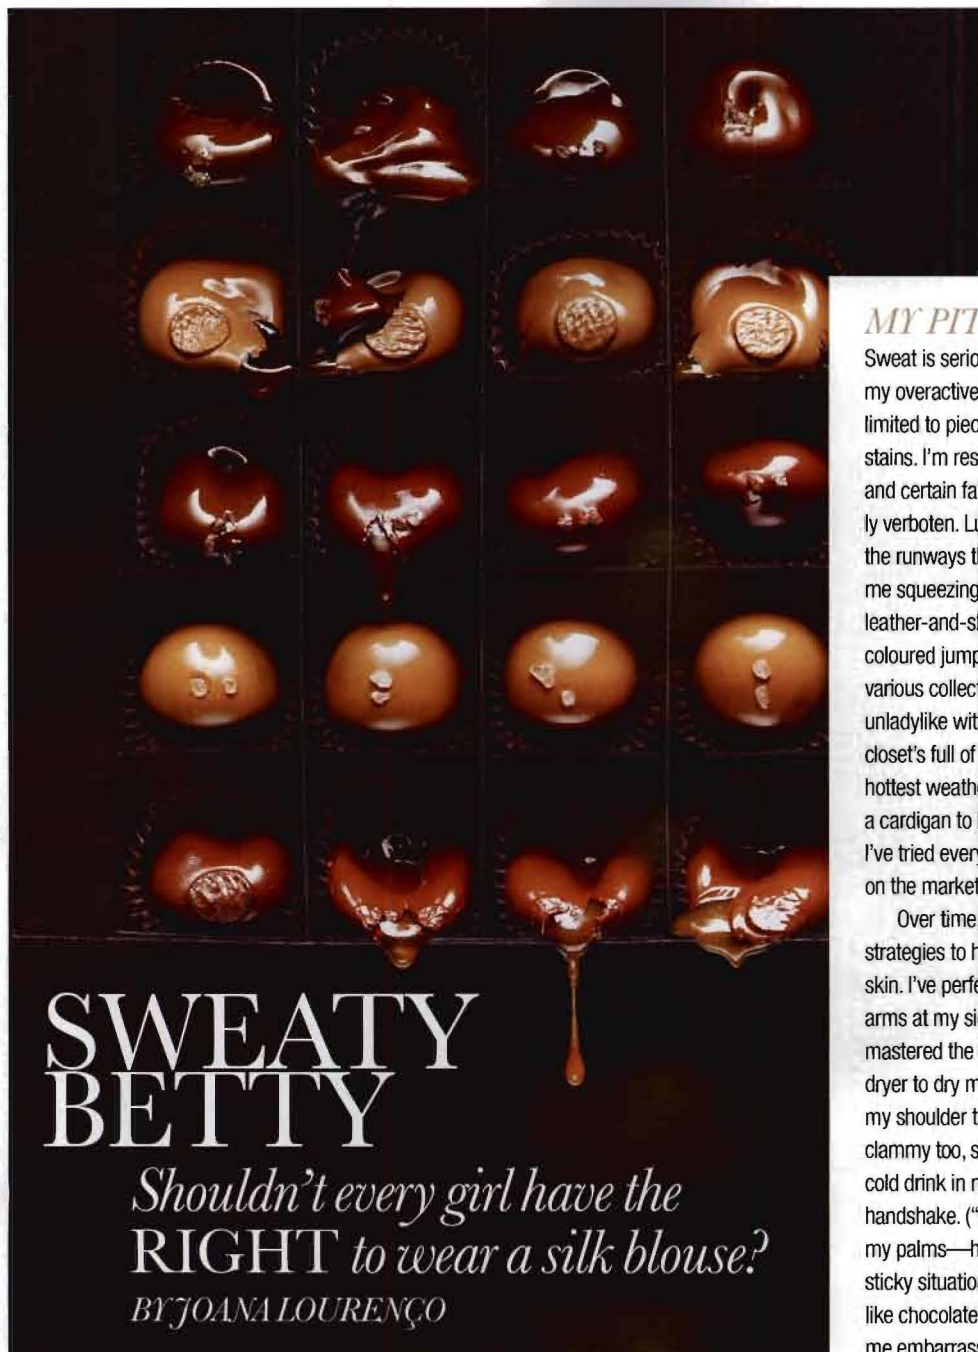 SWEATY
BETTY
Shouldn't every girl have the
RIGHT to wear a silk blouse?
BY JOANA LOURENÇO
MY PIT
Sweat is serio
my overactive
limited to piec
stains. I'm res
and certain fa
ly verboten. Lu
the runways t
me squeezing
leather-and-s
coloured jump
various collect
unladylike wit
closet's full of
hottest weath
a cardigan to
I've tried every
on the market
Over time
strategies to h
skin. I've perfe
arms at my si
mastered the
dryer to dry m
my shoulder t
clammy too, s
cold drink in r
handshake. ("
my palms—h
sticky situation
like chocolate
me embarras